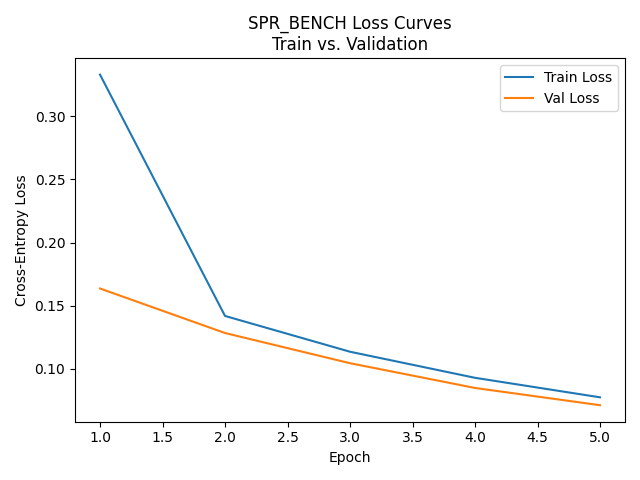 SPR_BENCH Loss Curves
Train vs. Validation
Train Loss
Val Loss
Cross-Entropy Loss
0.30
0.25
0.20
0.15
0.10
1.0 1.5 2.0 2.5 3.0 3.5 4.0 4.5 5.0
Epoch